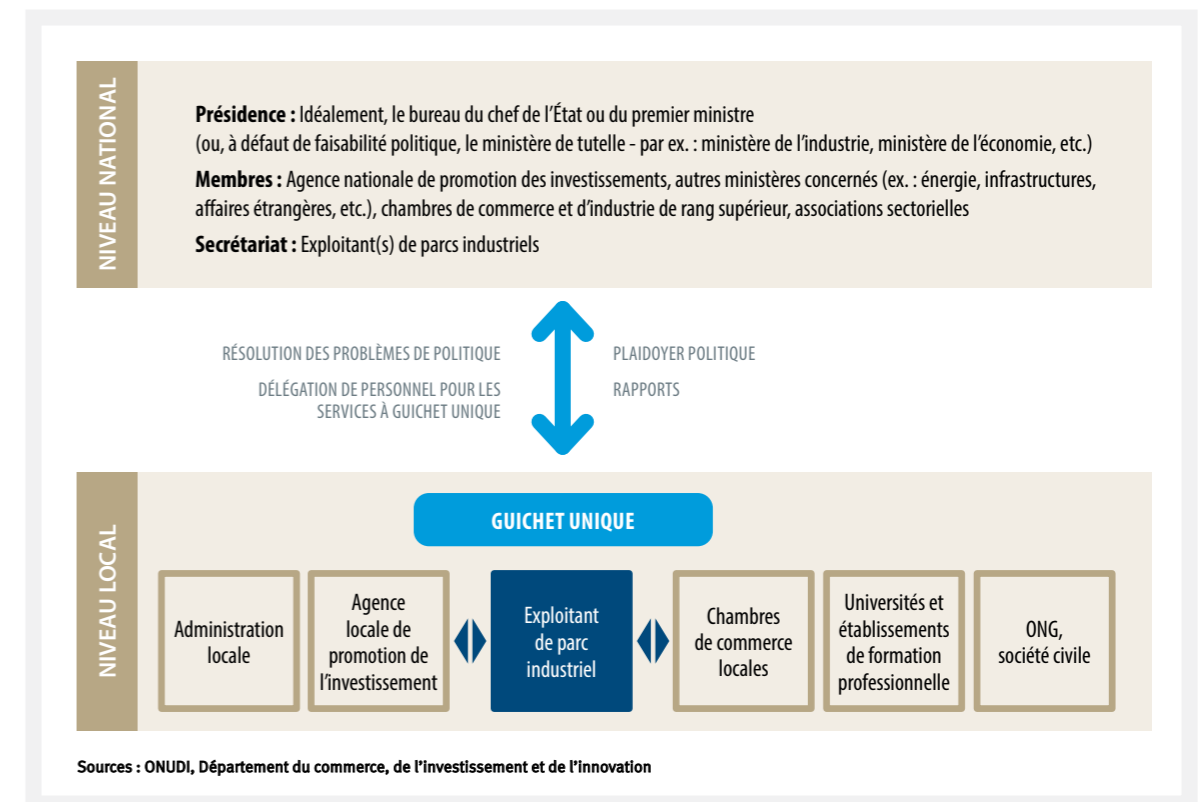 NIVEAU NATIONAL
Présidence : Idéalement, le bureau du chef de l’État ou du premier ministre
(ou, à défaut de faisabilité politique, le ministère de tutelle - par ex. : ministère de l’industrie, ministère de l’économie, etc.)
Membres : Agence nationale de promotion des investissements, autres ministères concernés (ex. : énergie, infrastructures,
affaires étrangères, etc.), chambres de commerce et d’industrie de rang supérieur, associations sectorielles
Secrétariat : Exploitant(s) de parcs industriels
RÉSOLUTION DES PROBLÈMES DE POLITIQUE
DÉLÉGATION DE PERSONNEL POUR LES
SERVICES À GUICHET UNIQUE
PLAIDOYER POLITIQUE
RAPPORTS
NIVEAU LOCAL
GUICHET UNIQUE
Administration
locale
Agence
locale de
promotion de
l’investissement
Exploitant
de parc
industriel
Chambres
de commerce
locales
Universités et
établissements
de formation
professionnelle
ONG,
société civile
Sources : ONUDI, Département du commerce, de l’investissement et de l’innovation